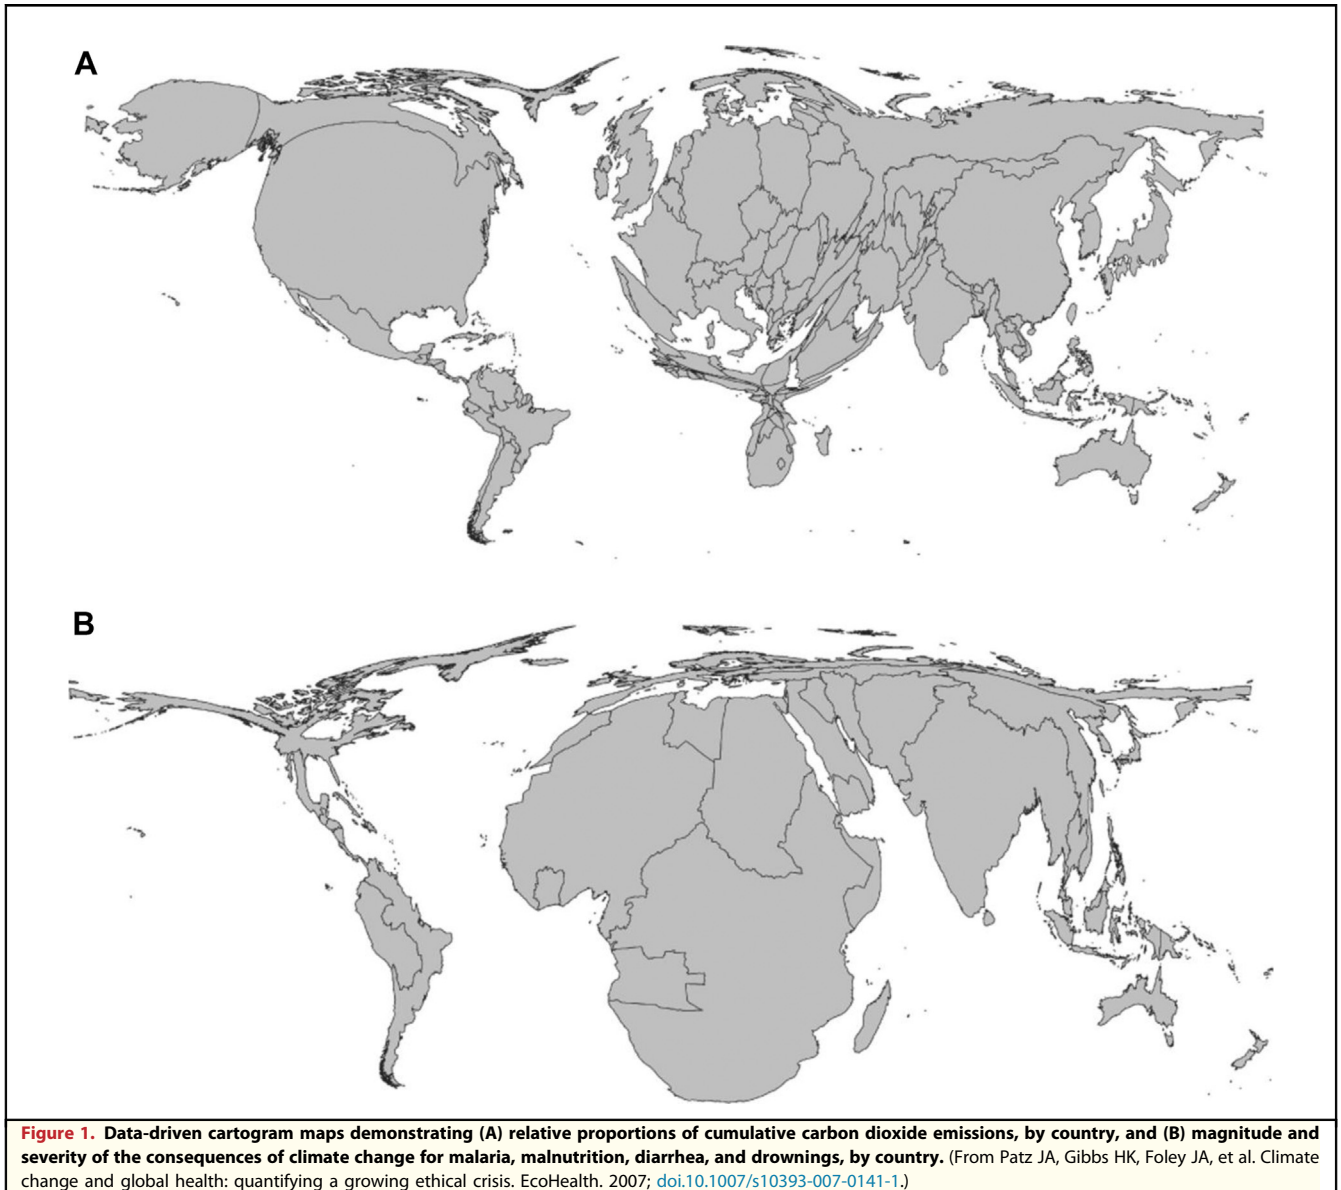 A
B
Figure 1. Data-driven cartogram maps demonstrating (A) relative proportions of cumulative carbon dioxide emissions, by country, and (B) magnitude and
severity of the consequences of climate change for malaria, malnutrition, diarrhea, and drownings, by country. (From Patz JA, Gibbs HK, Foley JA, et al. Climate
change and global health: quantifying a growing ethical crisis. EcoHealth. 2007; doi.10.1007/s10393-007-0141-1.)